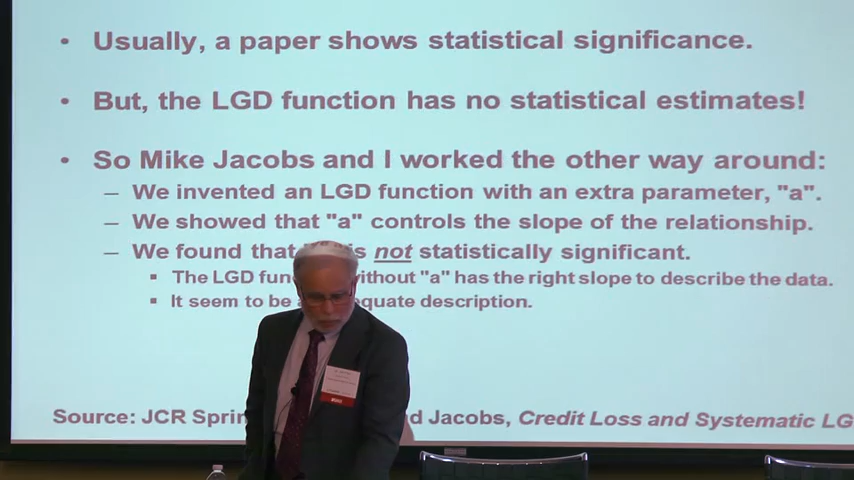 • Usually, a paper shows statistical significance.
• But, the LGD function has no statistical estimates!
• So Mike Jacobs and I worked the other way around:
– We invented an LGD function with an extra parameter, "a".
– We showed that "a" controls the slope of the relationship.
– We found that is not statistically significant.
▪ The LGD fun without "a" has the right slope to describe the data.
▪ It seem to be equate description.
Source: JCR Sprin d Jacobs, Credit Loss and Systematic LG